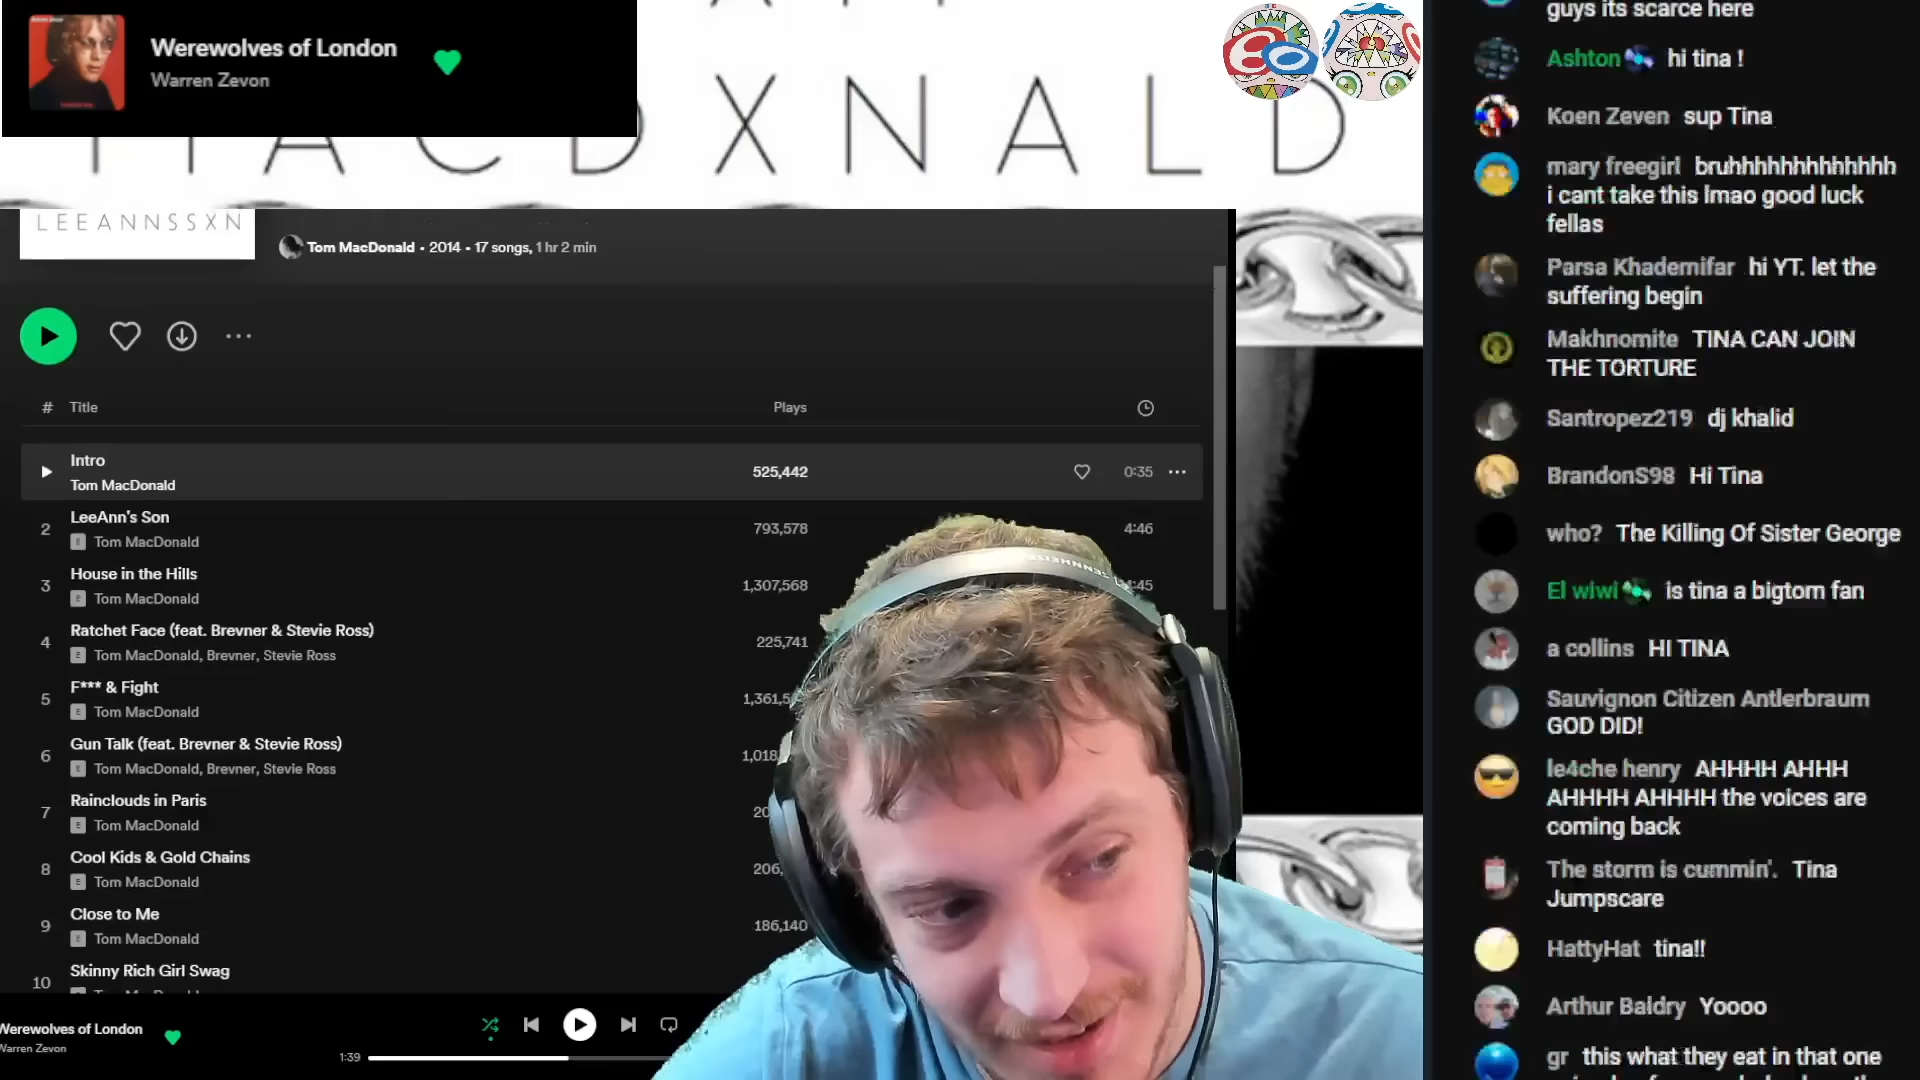 Werewolves of London
Warren Zevon
MACDXNALD
LEEANNSSXN
Tom MacDonald • 2014 • 17 songs, 1 hr 2 min
# Title Plays
Intro
Tom MacDonald
525,442 0:35
2 LeeAnn's Son 793,578 4:46
E Tom MacDonald
3 House in the Hills 1,307,568 :45
E Tom MacDonald
4 Ratchet Face (feat. Brevner & Stevie Ross) 225,741
E Tom MacDonald, Brevner, Stevie Ross
5 F*** & Fight 1,361,5
E Tom MacDonald
6 Gun Talk (feat. Brevner & Stevie Ross) 1,018
E Tom MacDonald, Brevner, Stevie Ross
7 Rainclouds in Paris 20
E Tom MacDonald
8 Cool Kids & Gold Chains 206,
E Tom MacDonald
9 Close to Me 186,140
E Tom MacDonald
10 Skinny Rich Girl Swag
Werewolves of London
Warren Zevon
1:39
SENNHEISER
guys its scarce here
Ashton hi tina !
Koen Zeven sup Tina
mary freegirl bruhhhhhhhhhhhhh
i cant take this lmao good luck
fellas
Parsa Khademifar hi YT. let the
suffering begin
Makhnomite TINA CAN JOIN
THE TORTURE
Santropez219 dj khalid
BrandonS98 Hi Tina
who? The Killing Of Sister George
El wiwi is tina a bigtom fan
a collins HI TINA
Sauvignon Citizen Antlerbraum
GOD DID!
le4che henry AHHHH AHHH
AHHHH AHHHH the voices are
coming back
The storm is cummin'. Tina
Jumpscare
HattyHat tina!!
Arthur Baldry Yoooo
gr this what they eat in that one